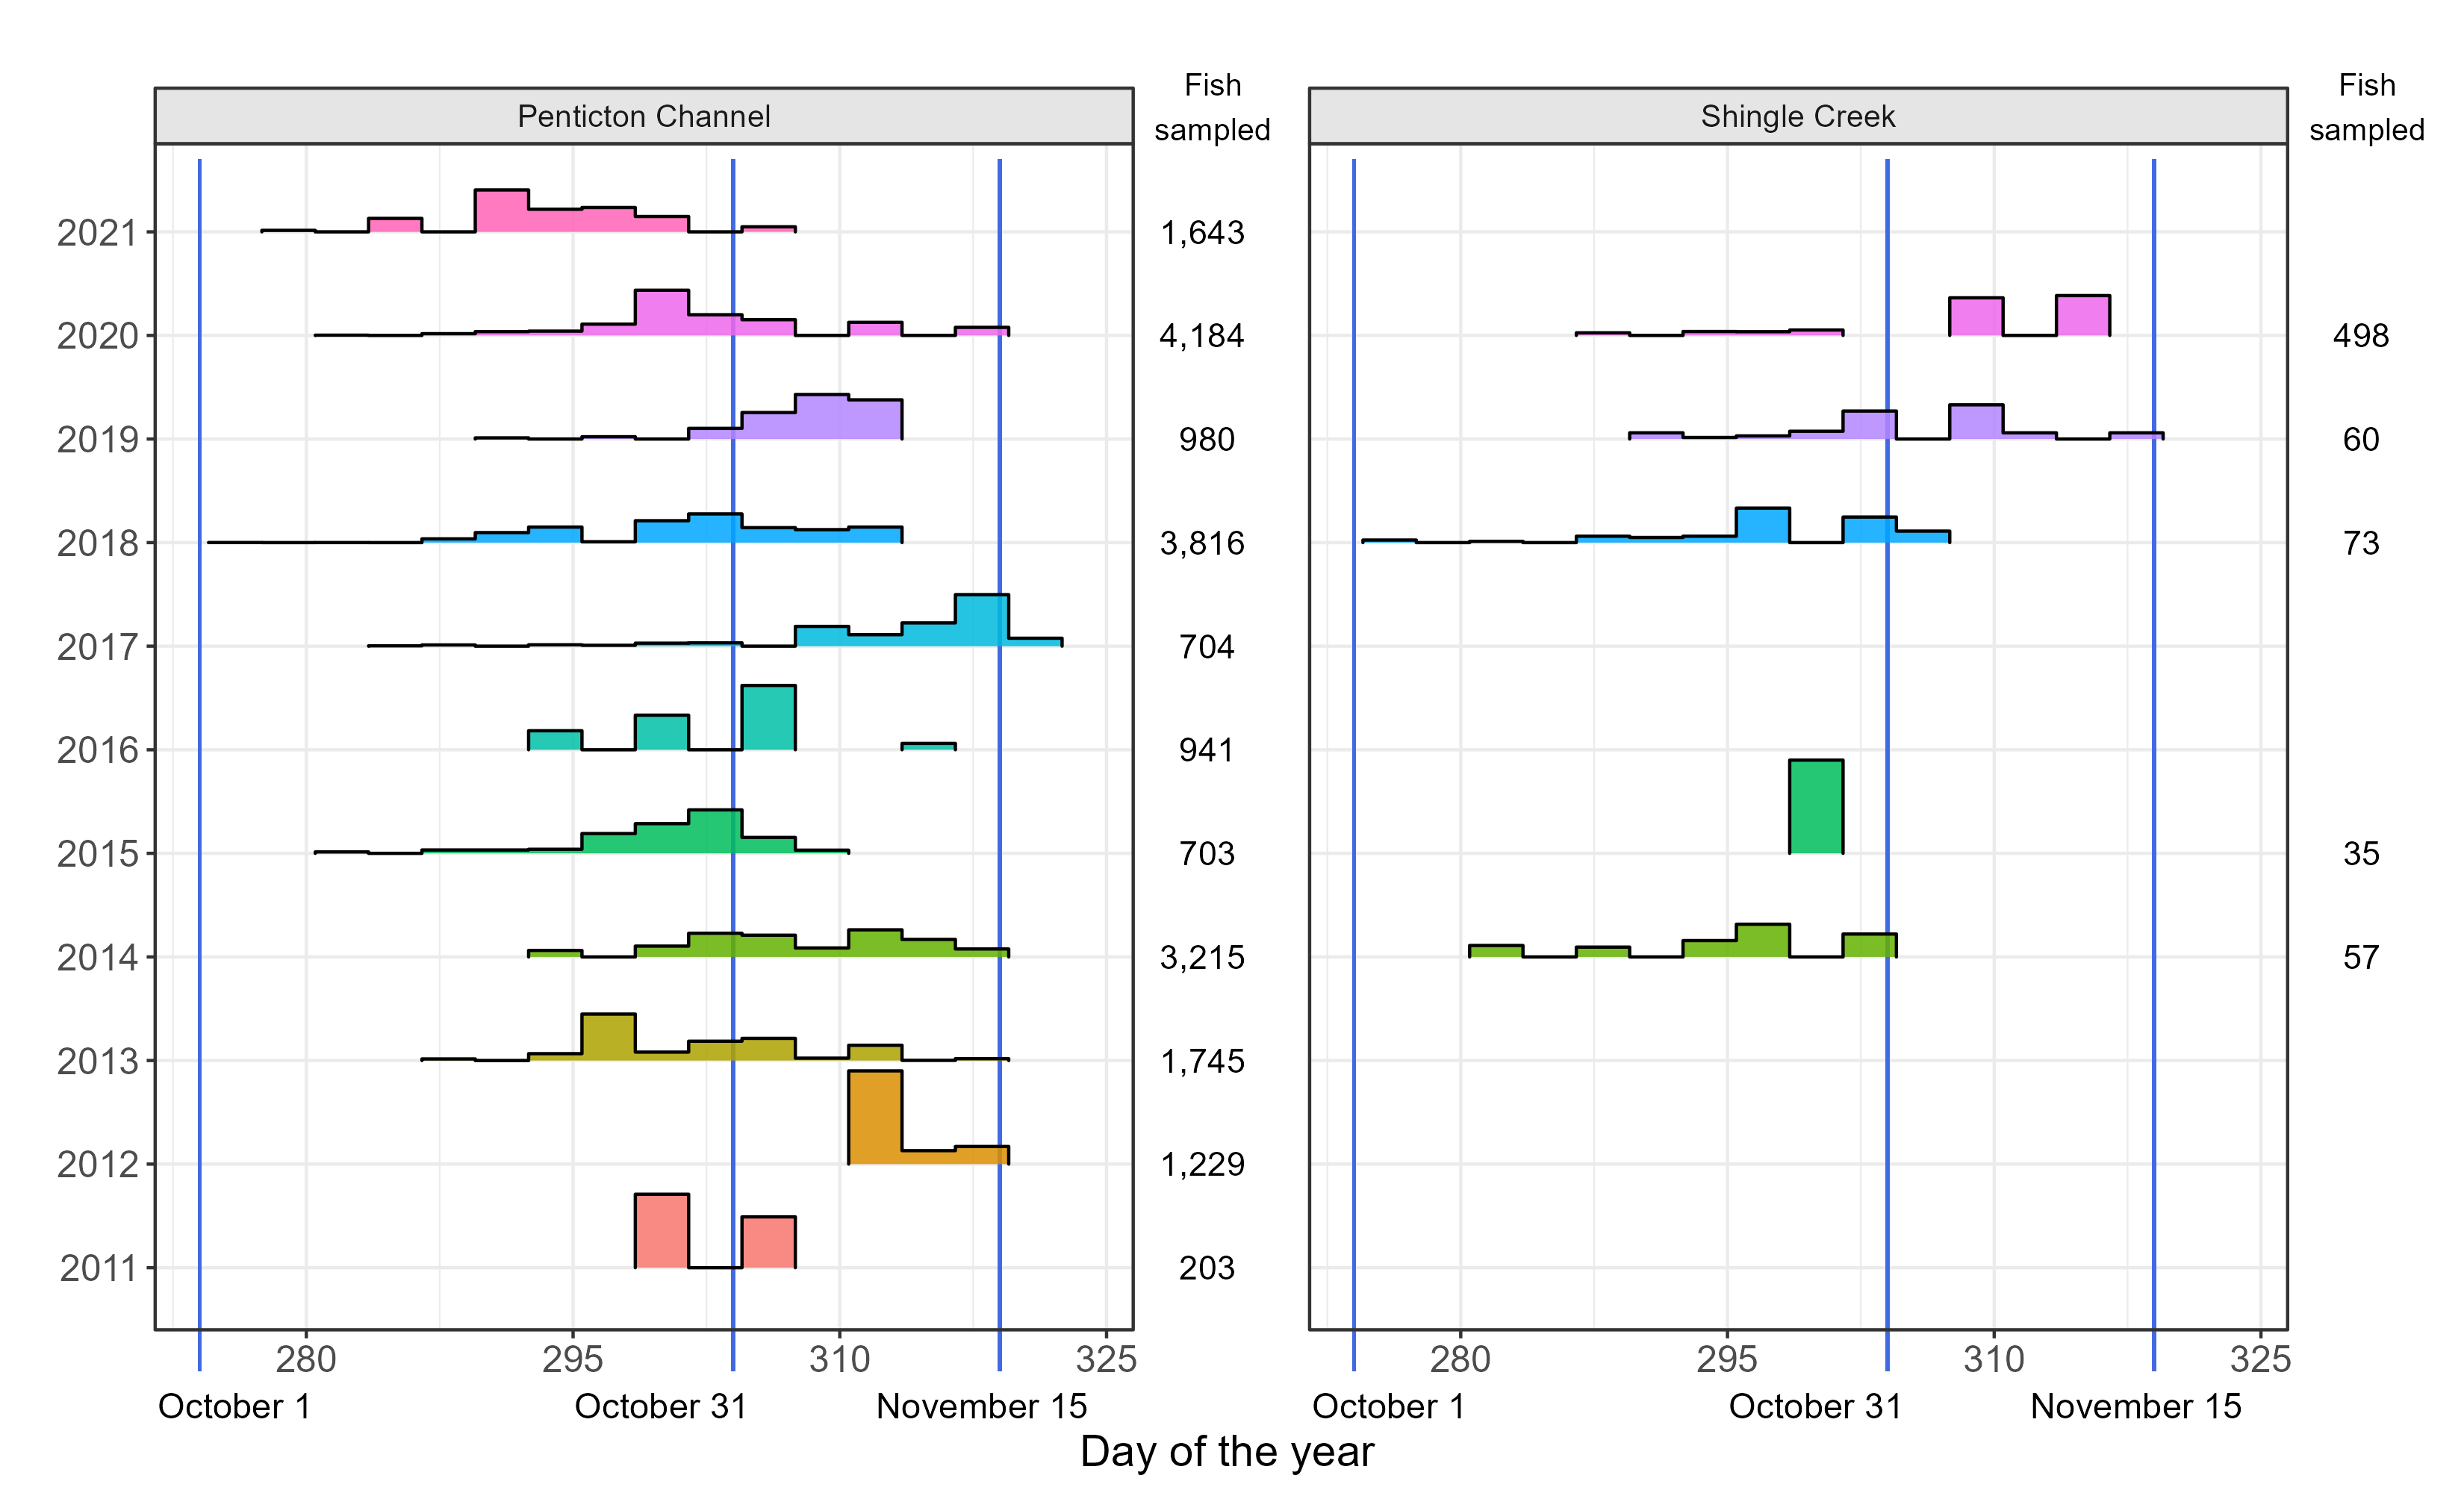 Fish
sampled
Fish
sampled
Penticton Channel
Shingle Creek
2021
1,643
2020
4,184
498
2019
980
60
2018
3,816
73
2017
704
2016
941
2015
703
35
2014
3,215
57
2013
1,745
2012
1,229
2011
203
280 295 310 325
280 295 310 325
October 1 October 31 November 15
October 1 October 31 November 15
Day of the year